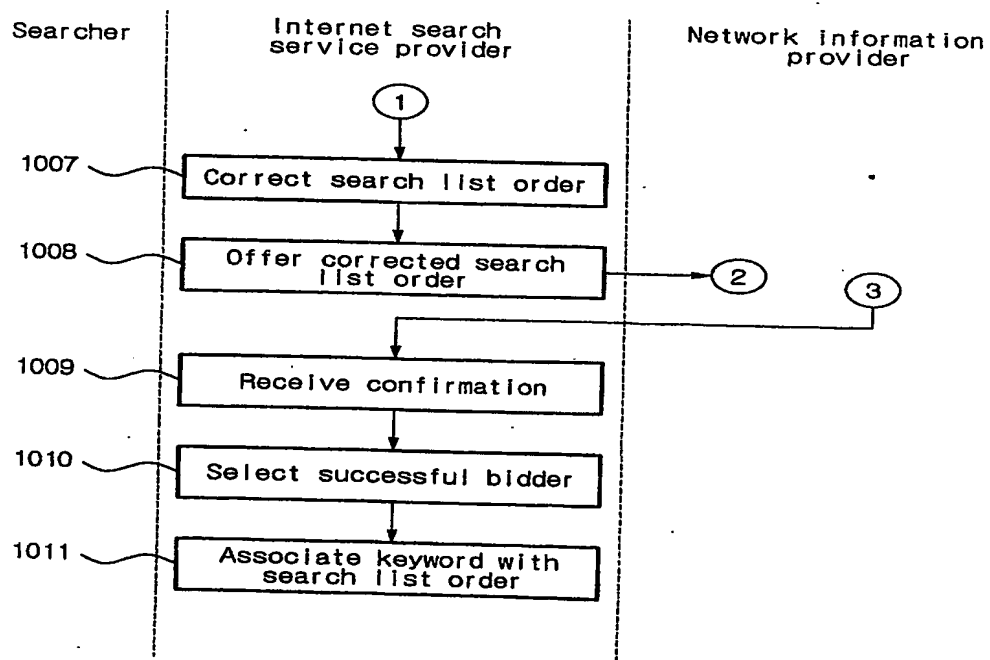 Searcher
Internet search
service provider
Network information
provider
1
1007
Correct search list order
1008
Offer corrected search
list order
2
3
1009
Receive confirmation
1010
Select successful bidder
1011
Associate keyword with
search list order